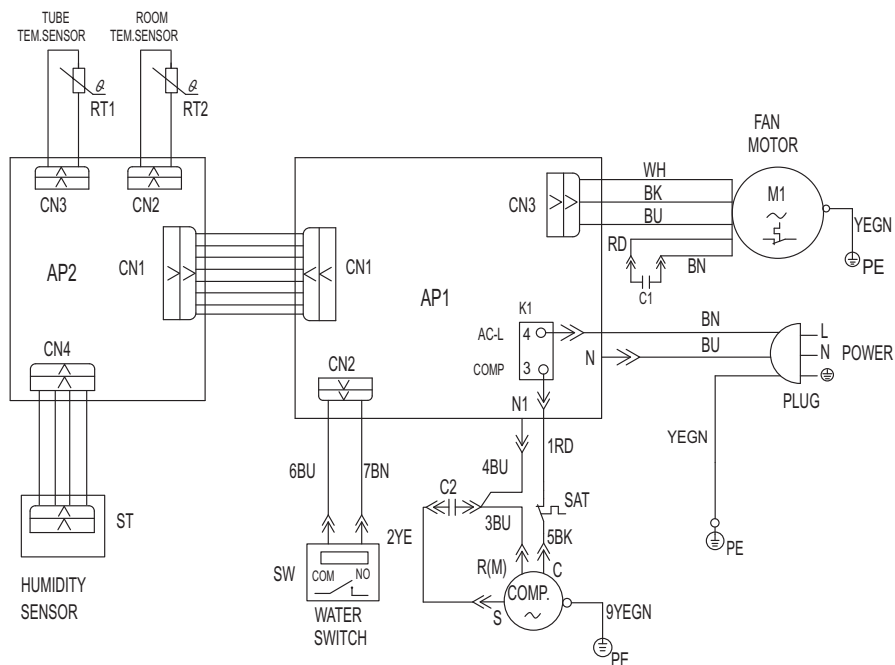 TUBE
TEM.SENSOR
ROOM
TEM.SENSOR
θ
RT1
θ
RT2
CN3
CN2
AP2
CN1
CN1
CN4
ST
HUMIDITY
SENSOR
AP1
CN3
WH
BK
BU
RD
BN
C1
FAN
MOTOR
M1
YEGN
PE
K1
AC-L
4
COMP
3
N
N1
BN
BU
L
N
POWER
PLUG
YEGN
PE
CN2
6BU
7BN
2YE
SW
COM
NO
WATER
SWITCH
4BU
1RD
C2
3BU
SAT
5BK
R(M)
C
S
COMP.
9YEGN
PE